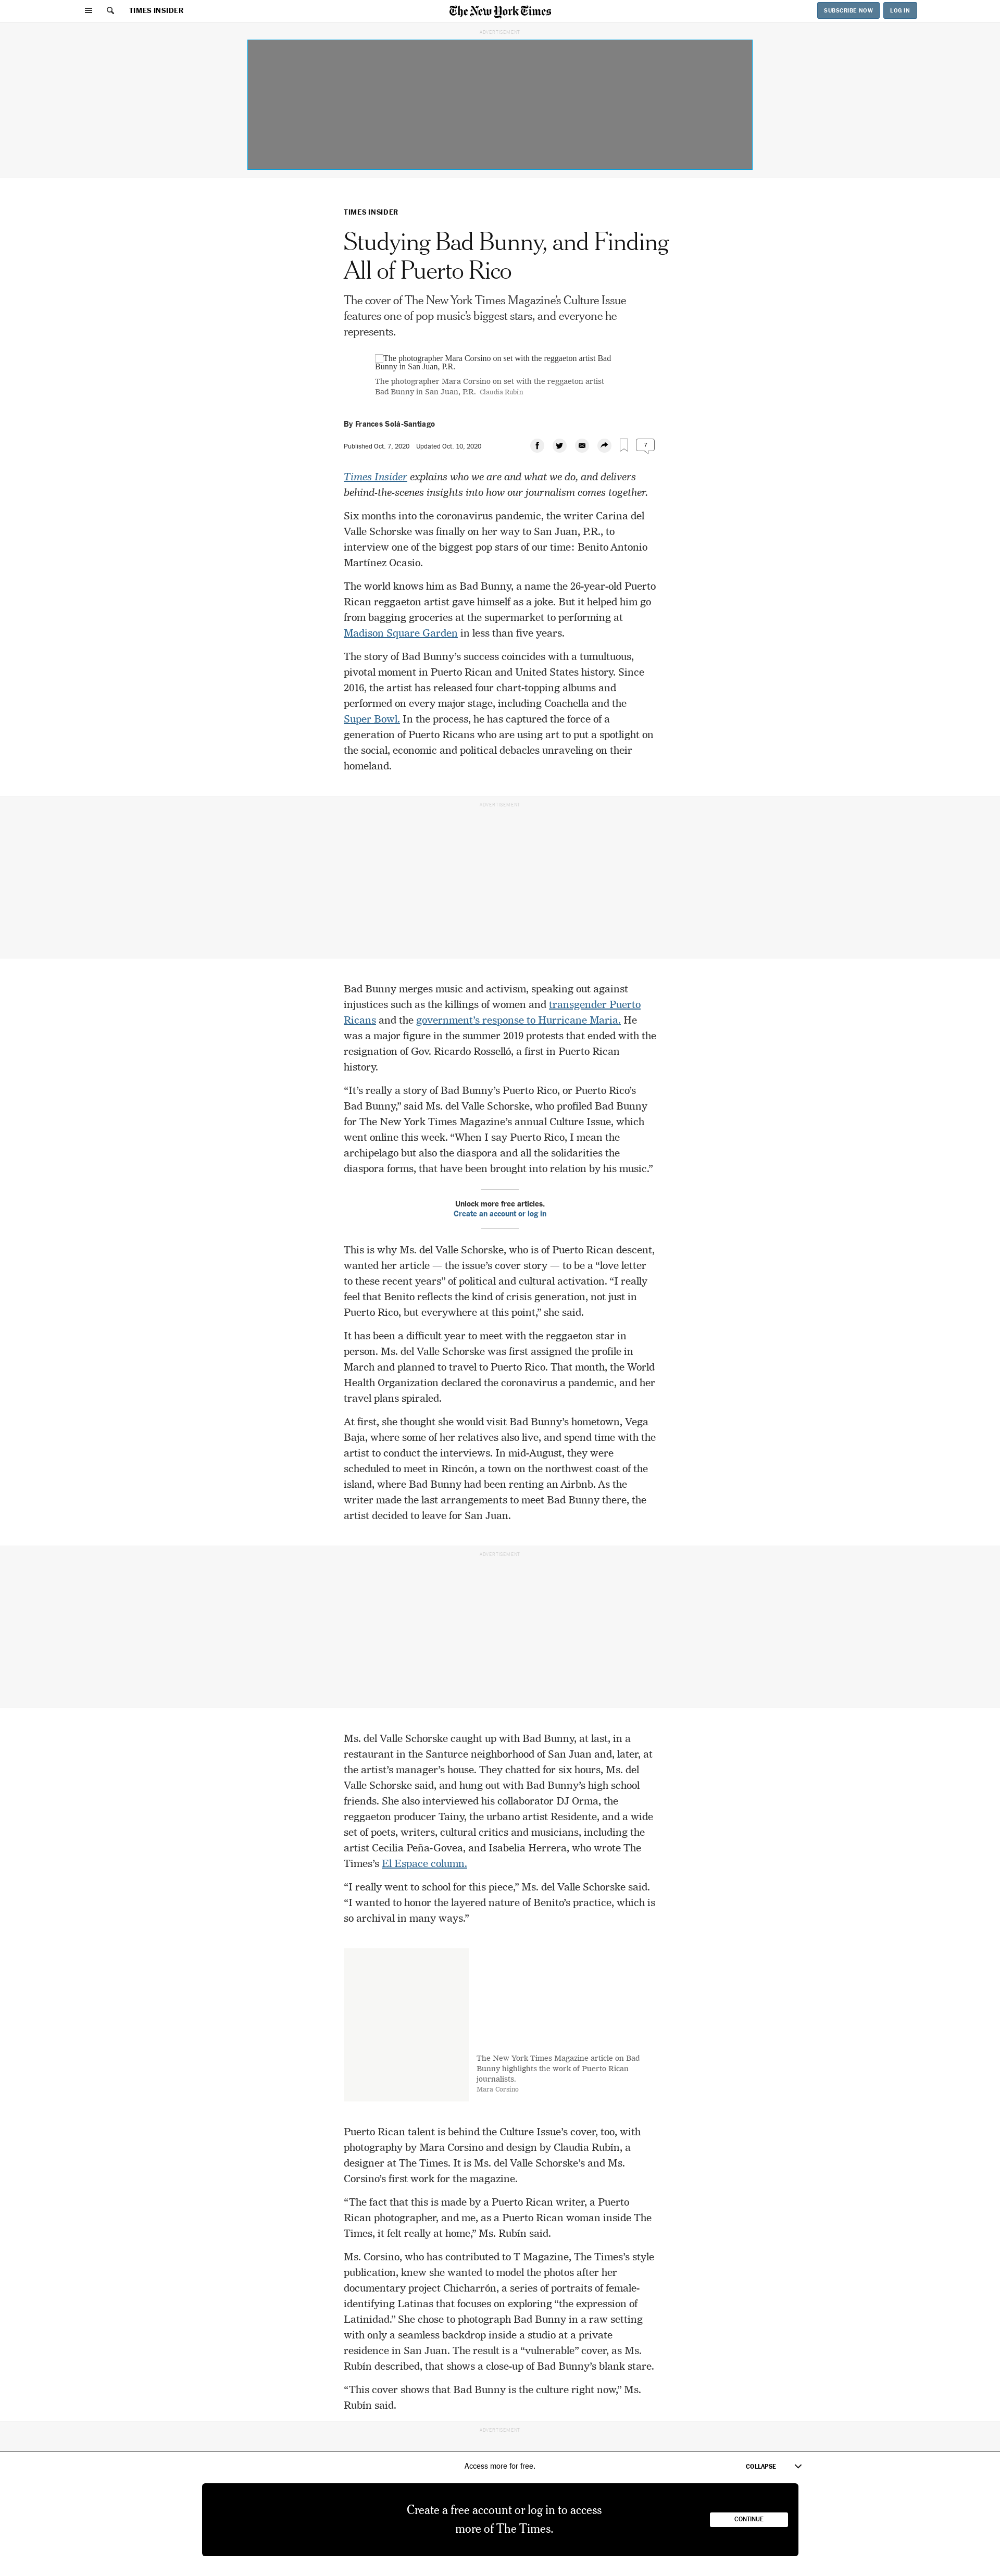 TIMES INSIDER
The New York Times
SUBSCRIBE NOW
LOG IN
ADVERTISEMENT
TIMES INSIDER
Studying Bad Bunny, and Finding
All of Puerto Rico
The cover of The New York Times Magazine’s Culture Issue
features one of pop music’s biggest stars, and everyone he
represents.
The photographer Mara Corsino on set with the reggaeton artist Bad
Bunny in San Juan, P.R.
The photographer Mara Corsino on set with the reggaeton artist
Bad Bunny in San Juan, P.R. Claudia Rubín
By Frances Solá-Santiago
Published Oct. 7, 2020 Updated Oct. 10, 2020
7
Times Insider explains who we are and what we do, and delivers
behind-the-scenes insights into how our journalism comes together.
Six months into the coronavirus pandemic, the writer Carina del
Valle Schorske was finally on her way to San Juan, P.R., to
interview one of the biggest pop stars of our time: Benito Antonio
Martínez Ocasio.
The world knows him as Bad Bunny, a name the 26-year-old Puerto
Rican reggaeton artist gave himself as a joke. But it helped him go
from bagging groceries at the supermarket to performing at
Madison Square Garden in less than five years.
The story of Bad Bunny’s success coincides with a tumultuous,
pivotal moment in Puerto Rican and United States history. Since
2016, the artist has released four chart-topping albums and
performed on every major stage, including Coachella and the
Super Bowl. In the process, he has captured the force of a
generation of Puerto Ricans who are using art to put a spotlight on
the social, economic and political debacles unraveling on their
homeland.
ADVERTISEMENT
Bad Bunny merges music and activism, speaking out against
injustices such as the killings of women and transgender Puerto
Ricans and the government’s response to Hurricane Maria. He
was a major figure in the summer 2019 protests that ended with the
resignation of Gov. Ricardo Rosselló, a first in Puerto Rican
history.
“It’s really a story of Bad Bunny’s Puerto Rico, or Puerto Rico’s
Bad Bunny,” said Ms. del Valle Schorske, who profiled Bad Bunny
for The New York Times Magazine’s annual Culture Issue, which
went online this week. “When I say Puerto Rico, I mean the
archipelago but also the diaspora and all the solidarities the
diaspora forms, that have been brought into relation by his music.”
Unlock more free articles.
Create an account or log in
This is why Ms. del Valle Schorske, who is of Puerto Rican descent,
wanted her article — the issue’s cover story — to be a “love letter
to these recent years” of political and cultural activation. “I really
feel that Benito reflects the kind of crisis generation, not just in
Puerto Rico, but everywhere at this point,” she said.
It has been a difficult year to meet with the reggaeton star in
person. Ms. del Valle Schorske was first assigned the profile in
March and planned to travel to Puerto Rico. That month, the World
Health Organization declared the coronavirus a pandemic, and her
travel plans spiraled.
At first, she thought she would visit Bad Bunny’s hometown, Vega
Baja, where some of her relatives also live, and spend time with the
artist to conduct the interviews. In mid-August, they were
scheduled to meet in Rincón, a town on the northwest coast of the
island, where Bad Bunny had been renting an Airbnb. As the
writer made the last arrangements to meet Bad Bunny there, the
artist decided to leave for San Juan.
ADVERTISEMENT
Ms. del Valle Schorske caught up with Bad Bunny, at last, in a
restaurant in the Santurce neighborhood of San Juan and, later, at
the artist’s manager’s house. They chatted for six hours, Ms. del
Valle Schorske said, and hung out with Bad Bunny’s high school
friends. She also interviewed his collaborator DJ Orma, the
reggaeton producer Tainy, the urbano artist Residente, and a wide
set of poets, writers, cultural critics and musicians, including the
artist Cecilia Peña-Govea, and Isabelia Herrera, who wrote The
Times’s El Espace column.
“I really went to school for this piece,” Ms. del Valle Schorske said.
“I wanted to honor the layered nature of Benito’s practice, which is
so archival in many ways.”
The New York Times Magazine article on Bad
Bunny highlights the work of Puerto Rican
journalists.
Mara Corsino
Puerto Rican talent is behind the Culture Issue’s cover, too, with
photography by Mara Corsino and design by Claudia Rubín, a
designer at The Times. It is Ms. del Valle Schorske’s and Ms.
Corsino’s first work for the magazine.
“The fact that this is made by a Puerto Rican writer, a Puerto
Rican photographer, and me, as a Puerto Rican woman inside The
Times, it felt really at home,” Ms. Rubín said.
Ms. Corsino, who has contributed to T Magazine, The Times’s style
publication, knew she wanted to model the photos after her
documentary project Chicharrón, a series of portraits of female-
identifying Latinas that focuses on exploring “the expression of
Latinidad.” She chose to photograph Bad Bunny in a raw setting
with only a seamless backdrop inside a studio at a private
residence in San Juan. The result is a “vulnerable” cover, as Ms.
Rubín described, that shows a close-up of Bad Bunny’s blank stare.
“This cover shows that Bad Bunny is the culture right now,” Ms.
Rubín said.
ADVERTISEMENT
Access more for free.
COLLAPSE
Create a free account or log in to access
more of The Times.
CONTINUE